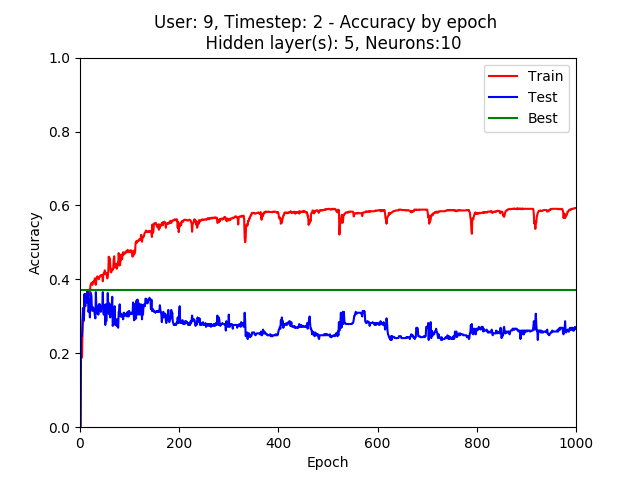 User: 9, Timestep: 2 - Accuracy by epoch
Hidden layer(s): 5, Neurons:10
1.0
0.8
0.6
0.4
0.2
0.0
Accuracy
Train
Test
Best
0 200 400 600 800 1000
Epoch